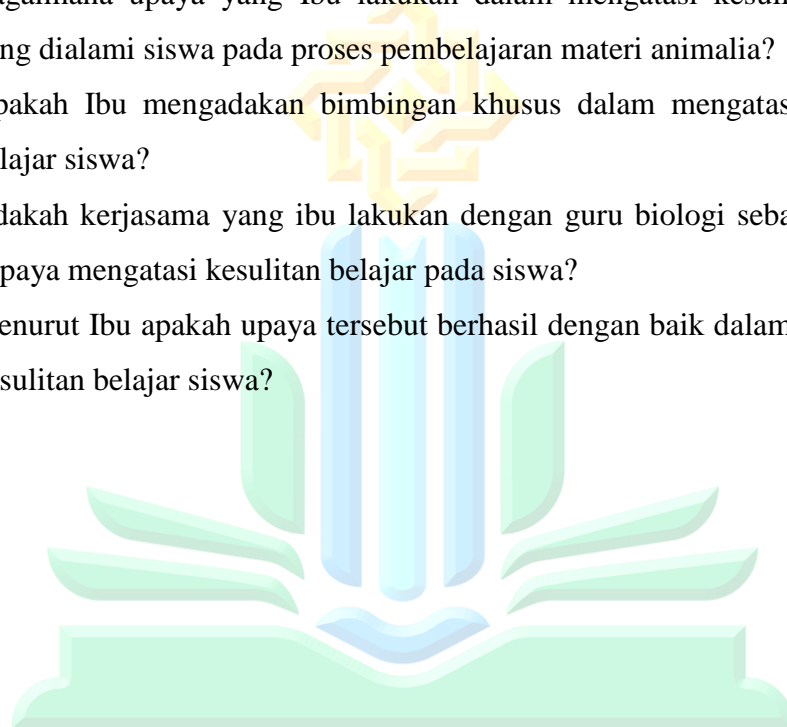 agaimana upaya yang Ibu lakukan dalam mengatasi kesuli
ng dialami siswa pada proses pembelajaran materi animalia?
pakah Ibu mengadakan bimbingan khusus dalam mengatas
lajar siswa?
dakah kerjasama yang ibu lakukan dengan guru biologi seba
paya mengatasi kesulitan belajar pada siswa?
enurut Ibu apakah upaya tersebut berhasil dengan baik dalam
sulitan belajar siswa?